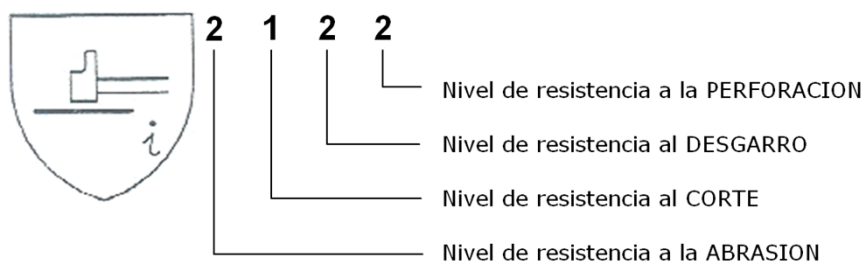 2 1 2 2
i
Nivel de resistencia a la PERFORACION
Nivel de resistencia al DESGARRO
Nivel de resistencia al CORTE
Nivel de resistencia a la ABRASION